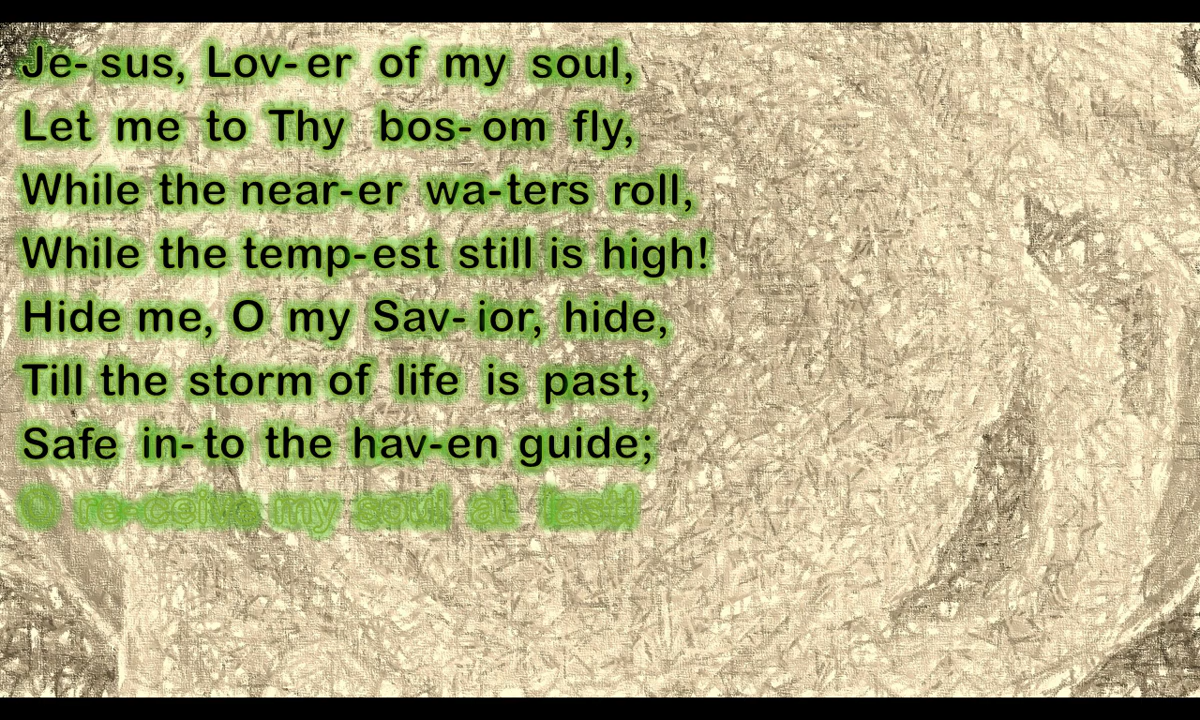 Je- sus, Lov- er of my soul,
Let me to Thy bos- om fly,
While the near-er wa-ters roll,
While the temp-est still is high!
Hide me, O my Sav- ior, hide,
Till the storm of life is past,
Safe in- to the hav-en guide;
O re-ceive my soul at last!